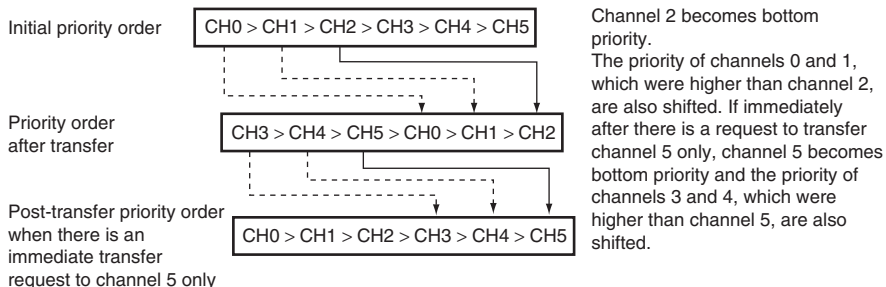 Initial priority order
CH0 > CH1 > CH2 > CH3 > CH4 > CH5
Priority order
after transfer
CH3 > CH4 > CH5 > CH0 > CH1 > CH2
Post-transfer priority order
when there is an
immediate transfer
request to channel 5 only
CH0 > CH1 > CH2 > CH3 > CH4 > CH5
Channel 2 becomes bottom
priority.
The priority of channels 0 and 1,
which were higher than channel 2,
are also shifted. If immediately
after there is a request to transfer
channel 5 only, channel 5 becomes
bottom priority and the priority of
channels 3 and 4, which were
higher than channel 5, are also
shifted.